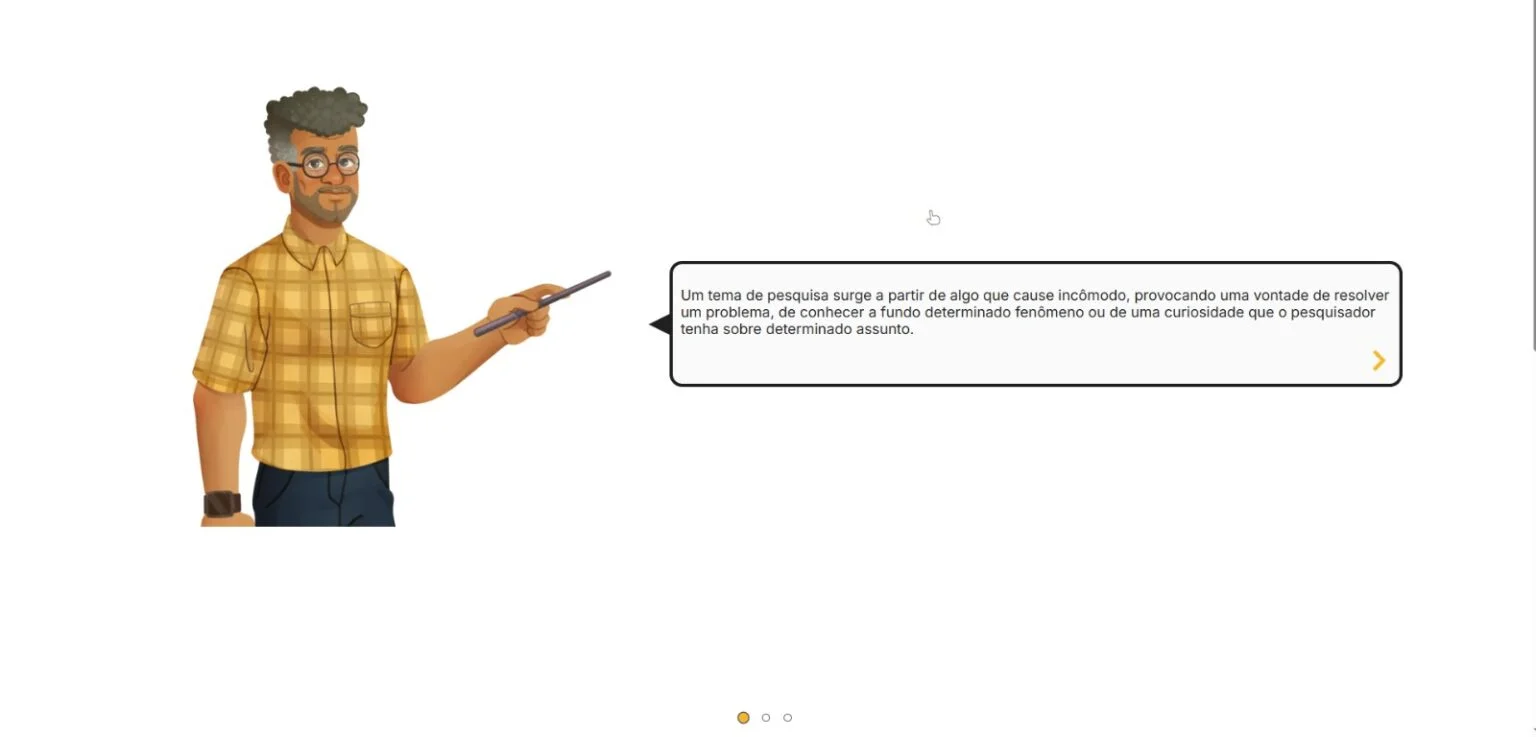 Um tema de pesquisa surge a partir de algo que cause incômodo, provocando uma vontade de resolver
um problema, de conhecer a fundo determinado fenômeno ou de uma curiosidade que o pesquisador
tenha sobre determinado assunto.